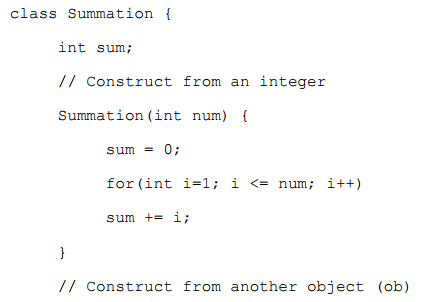 class Summation {
int sum;
// Construct from an integer
Summation(int num) {
sum = 0;
for(int i=1; i <= num; i++)
sum += i;
}
// Construct from another object (ob)